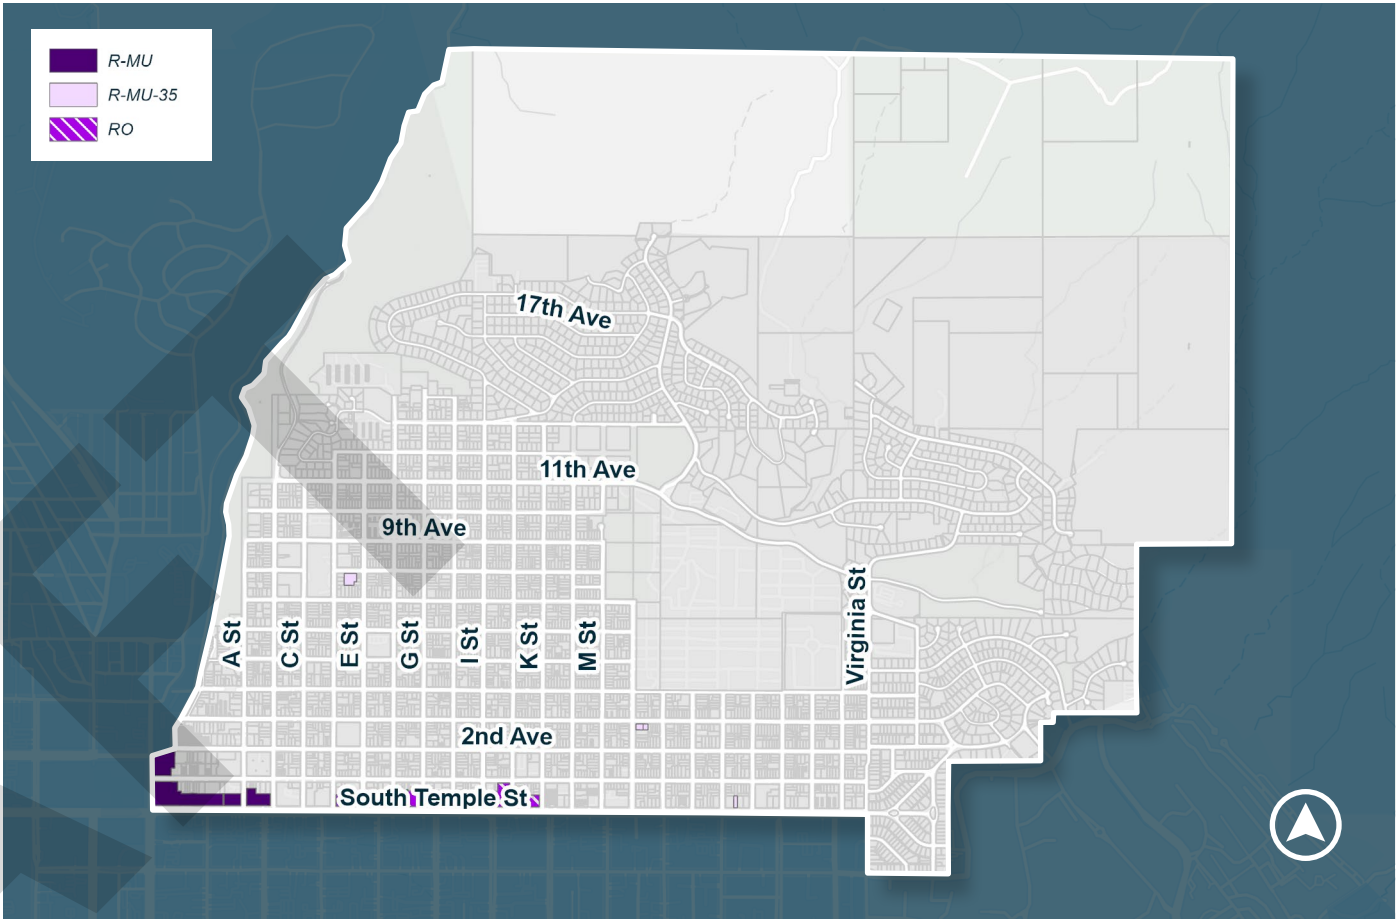 R-MU
R-MU-35
RO
17th Ave
11th Ave
9th Ave
A St
C St
E St
G St
I St
K St
M St
Virginia St
2nd Ave
South Temple St